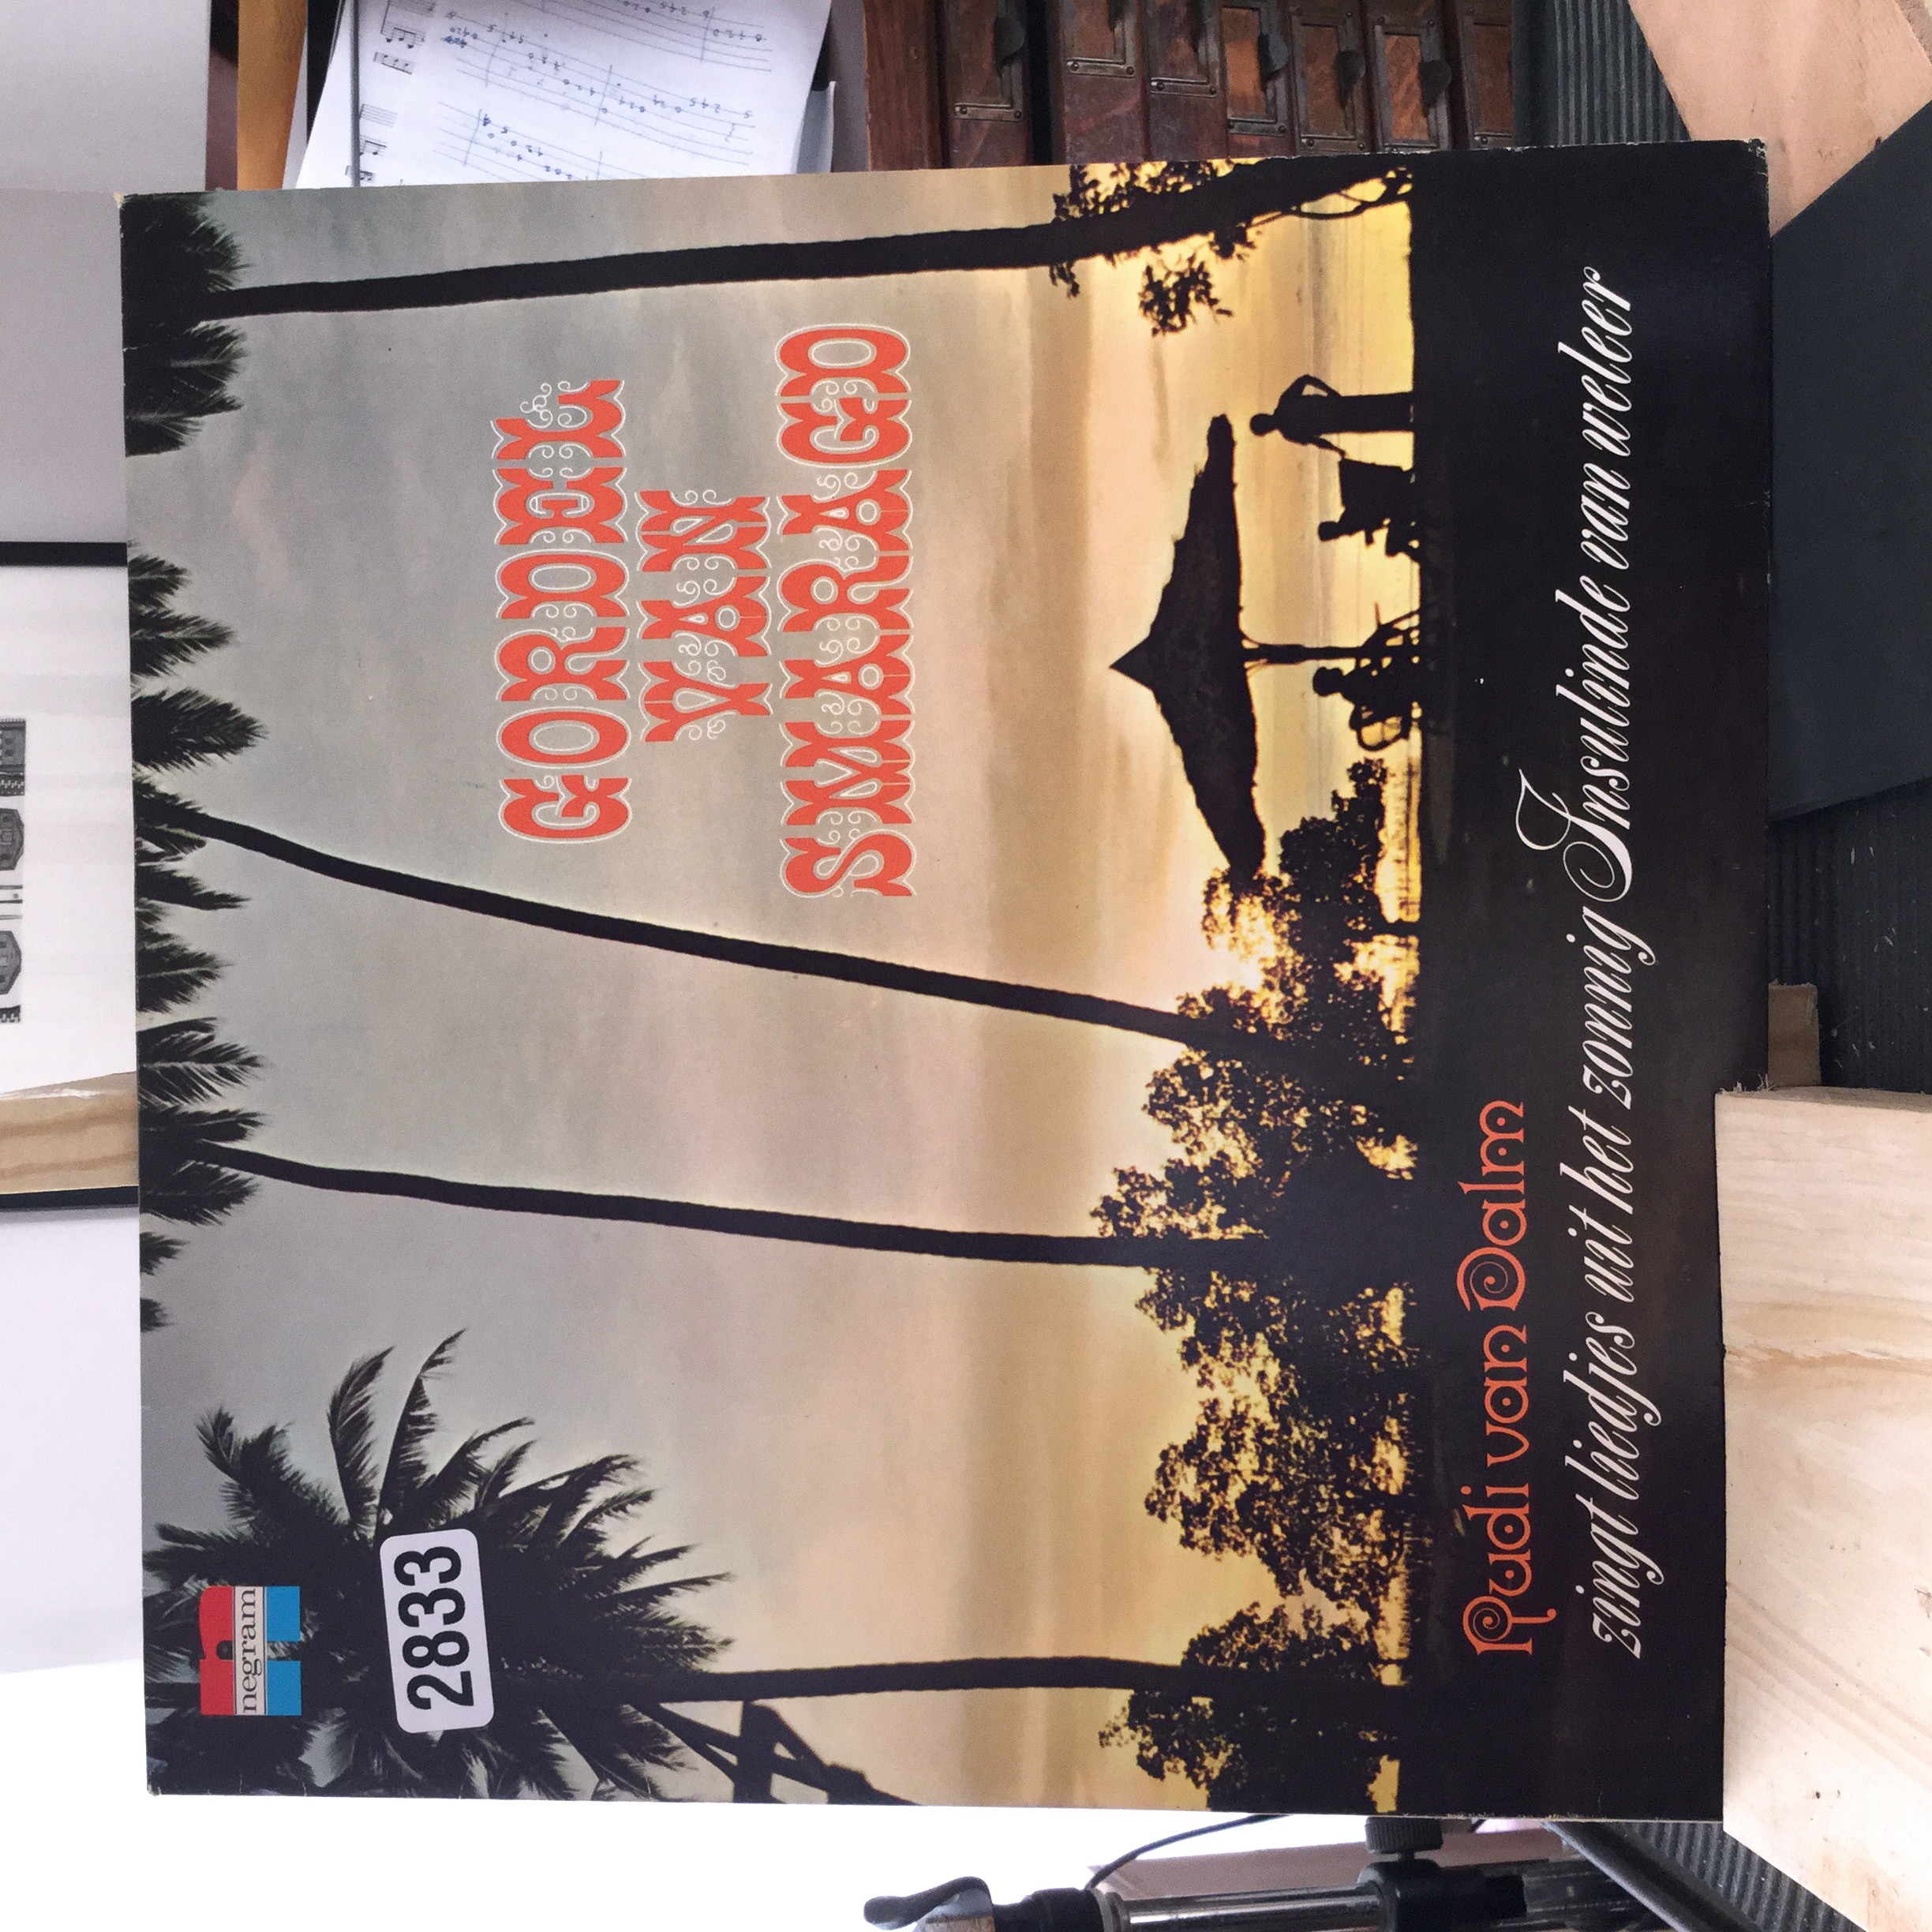 negram
2833
GORDEL
VAN
SMARAGD
Rudi van Dalm
zingt liedjes uit het zonnig Insulinde van weleer